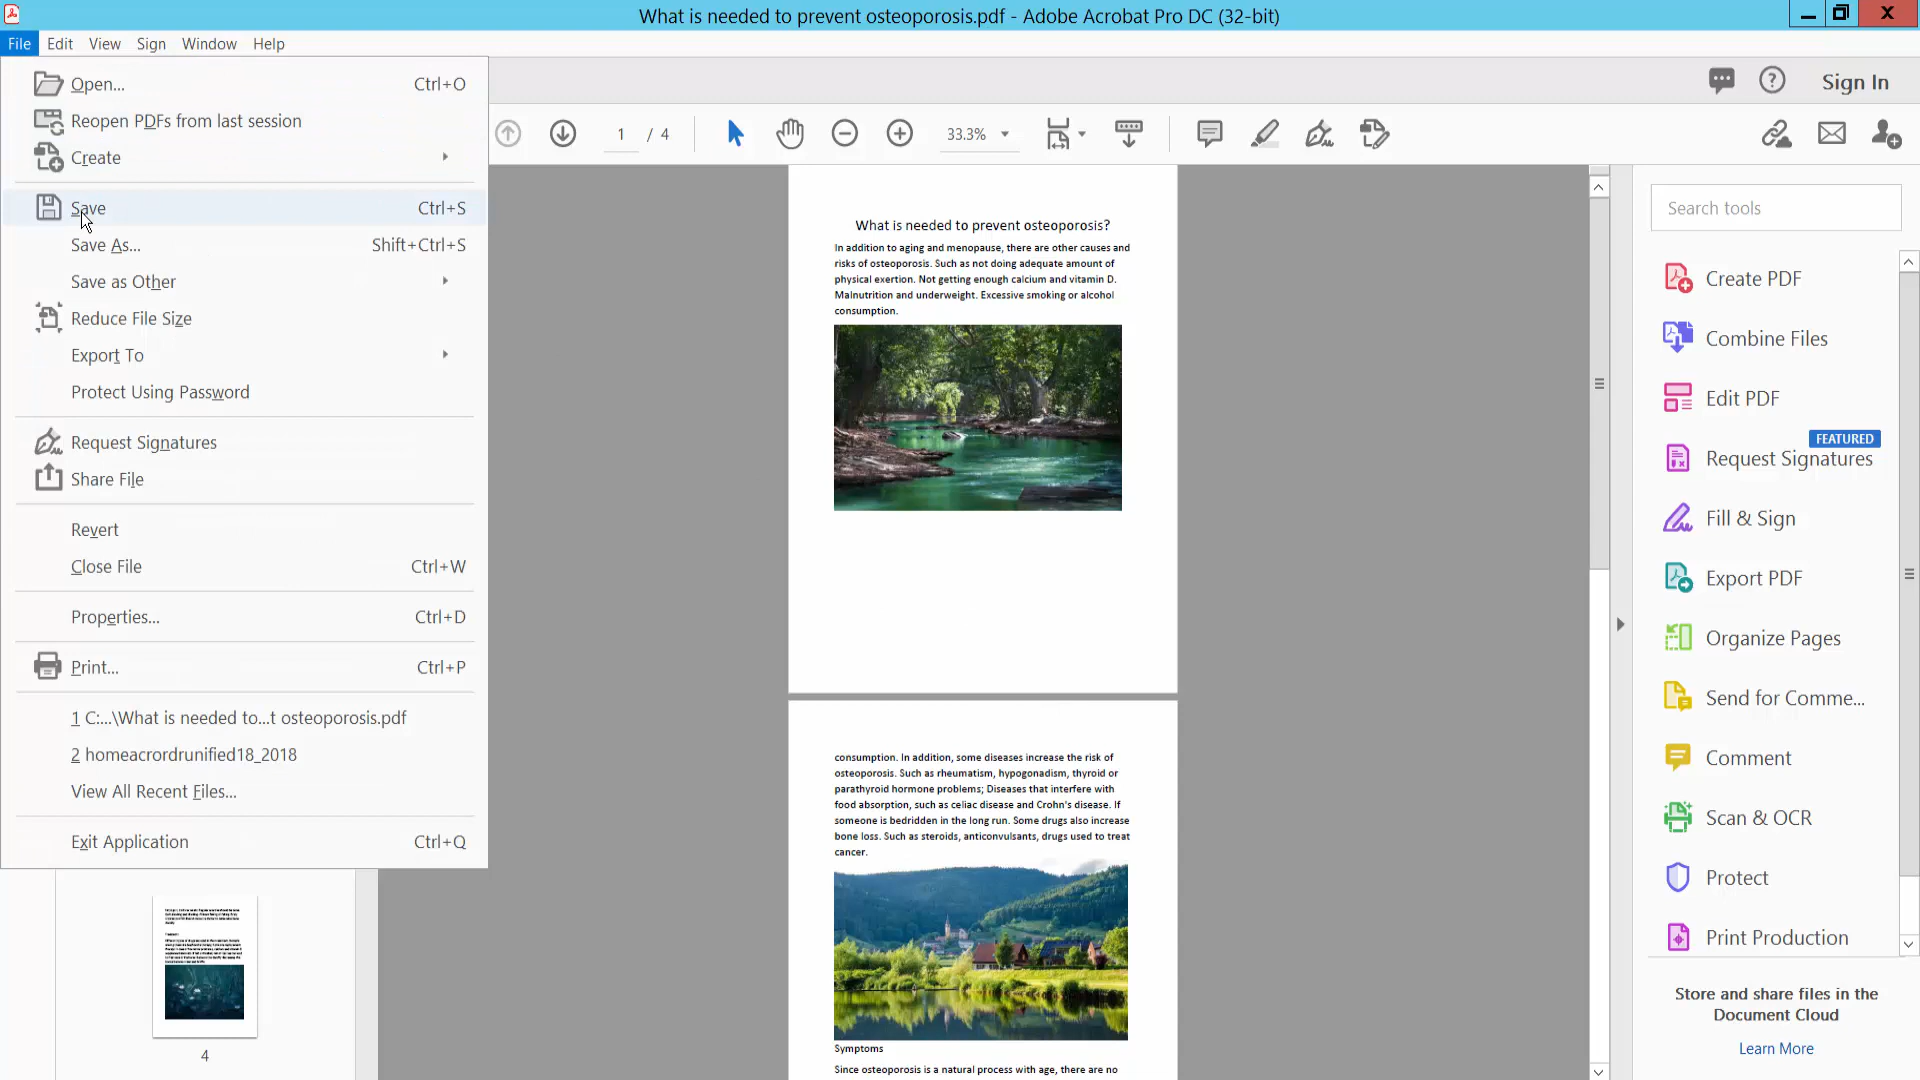 What is needed to prevent osteoporosis.pdf - Adobe Acrobat Pro DC (32-bit)
File Edit View Sign Window Help
Open... Ctrl+O
Reopen PDFs from last session
Create
Save Ctrl+S
Save As... Shift+Ctrl+S
Save as Other
Reduce File Size
Export To
Protect Using Password
Request Signatures
Share File
Revert
Close File Ctrl+W
Properties... Ctrl+D
Print... Ctrl+P
1 C:...\What is needed to...t osteoporosis.pdf
2 homeacrordrunified18_2018
View All Recent Files...
Exit Application Ctrl+Q
4
Sign In
1 / 4
33.3%
What is needed to prevent osteoporosis?
In addition to aging and menopause, there are other causes and
risks of osteoporosis. Such as not doing adequate amount of
physical exertion. Not getting enough calcium and vitamin D.
Malnutrition and underweight. Excessive smoking or alcohol
consumption.
consumption. In addition, some diseases increase the risk of
osteoporosis. Such as rheumatism, hypogonadism, thyroid or
parathyroid hormone problems; Diseases that interfere with
food absorption, such as celiac disease and Crohn's disease. If
someone is bedridden in the long run. Some drugs also increase
bone loss. Such as steroids, anticonvulsants, drugs used to treat
cancer.
Symptoms
Since osteoporosis is a natural process with age, there are no
Search tools
Create PDF
Combine Files
Edit PDF
FEATURED
Request Signatures
Fill & Sign
Export PDF
Organize Pages
Send for Comme...
Comment
Scan & OCR
Protect
Print Production
Store and share files in the
Document Cloud
Learn More